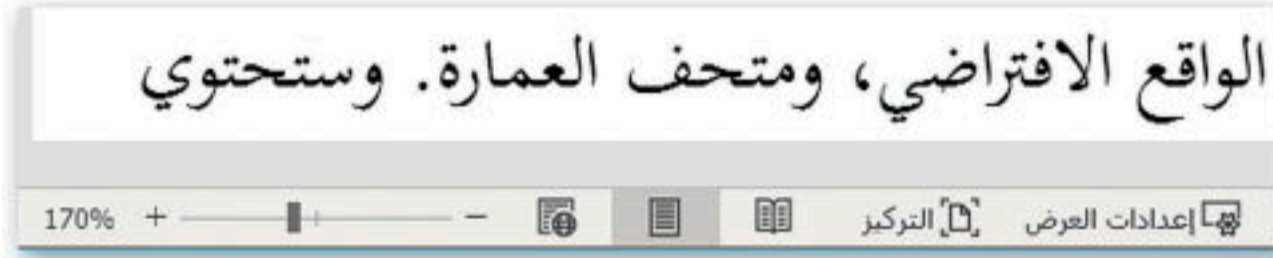 الواقع الافتراضي، ومتحف العمارة. وستحتوي
إعدادات العرض التركيز − + 170%